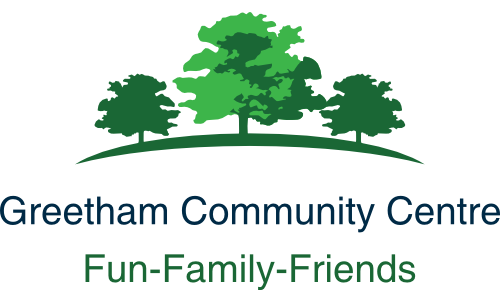 Greetham Community Centre
Fun-Family-Friends